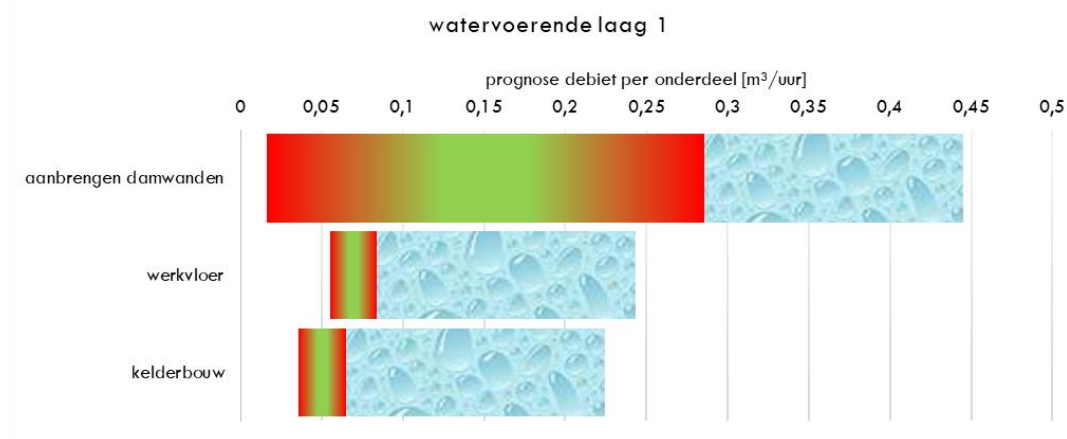 watervoerende laag 1
prognose debiet per onderdeel [m³/uur]
0 0,05 0,1 0,15 0,2 0,25 0,3 0,35 0,4 0,45 0,5
aanbrengen damwanden
werkvloer
kelderbouw